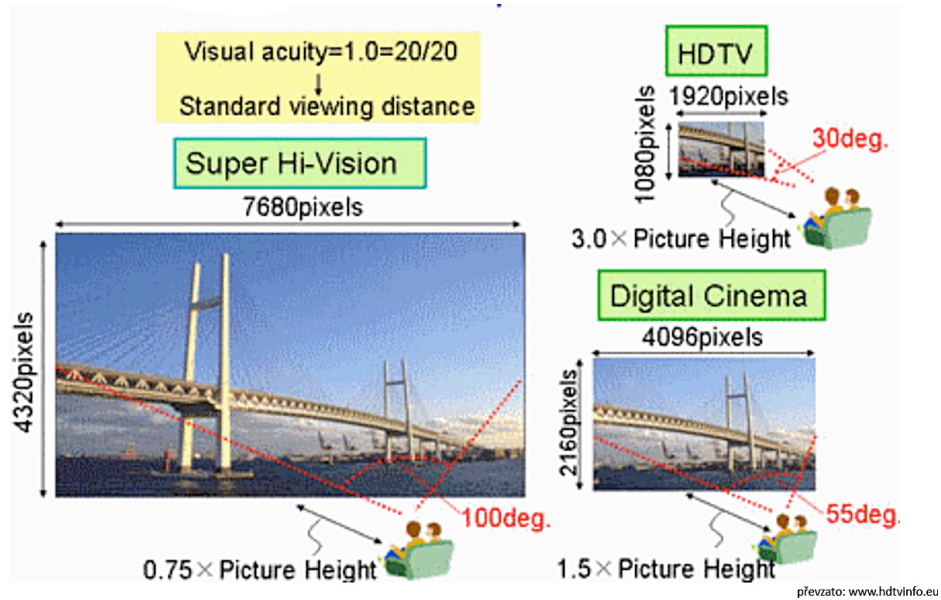 Visual acuity=1.0=20/20
Standard viewing distance
Super Hi-Vision
7680pixels
4320pixels
100deg.
0.75×Picture Height
HDTV
1920pixels
1080pixels
30deg.
3.0×Picture Height
Digital Cinema
4096pixels
2160pixels
55deg.
1.5×Picture Height
převzato: www.hdtvinfo.eu